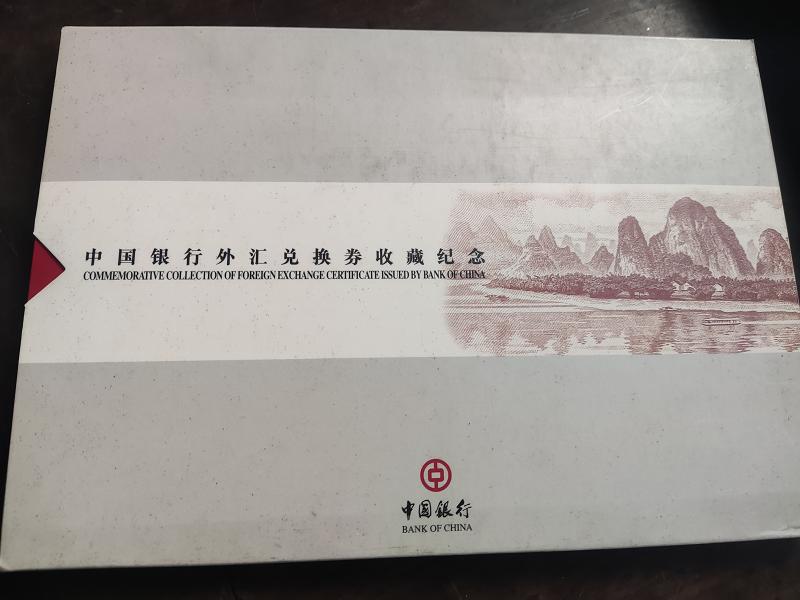 中国银行外汇兑换券收藏纪念
COMMEMORATIVE COLLECTION OF FOREIGN EXCHANGE CERTIFICATE ISSUED BY BANK OF CHINA
中国银行
BANK OF CHINA